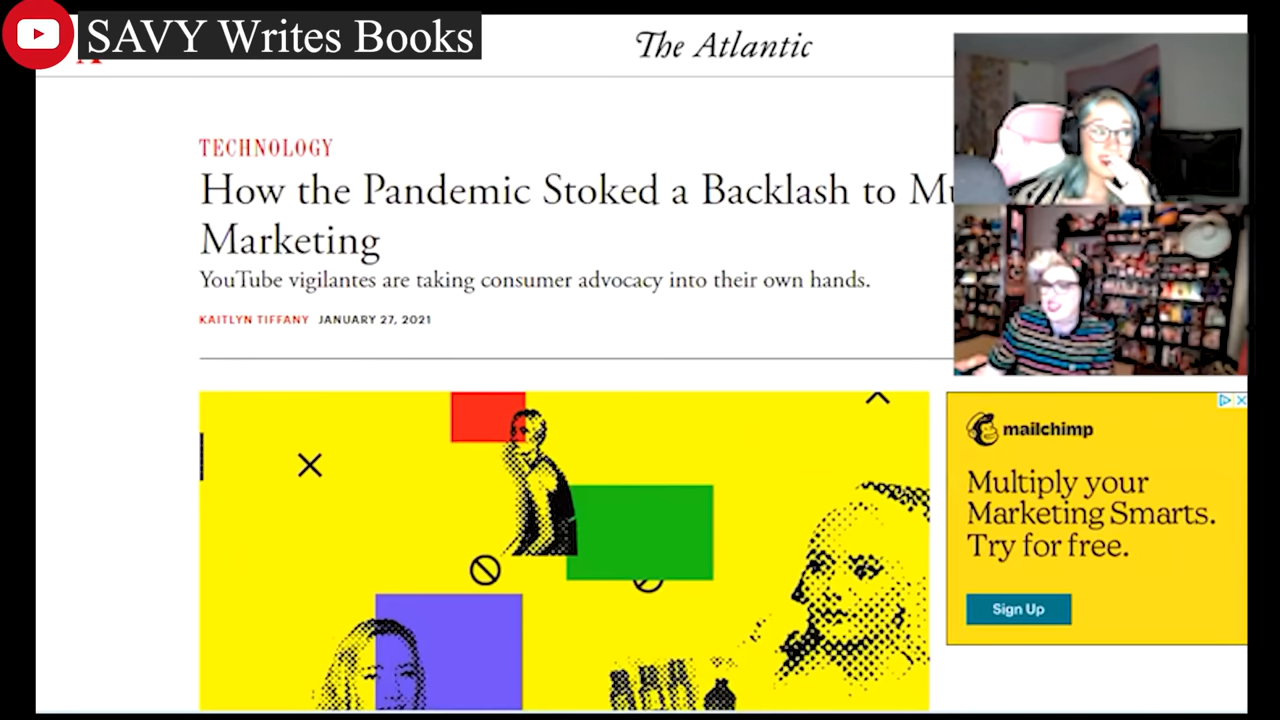 SAVY Writes Books
The Atlantic
TECHNOLOGY
How the Pandemic Stoked a Backlash to
Marketing
YouTube vigilantes are taking consumer advocacy into their own hands.
KAITLYN TIFFANY JANUARY 27, 2021
mailchimp
Multiply your
Marketing Smarts.
Try for free.
Sign Up